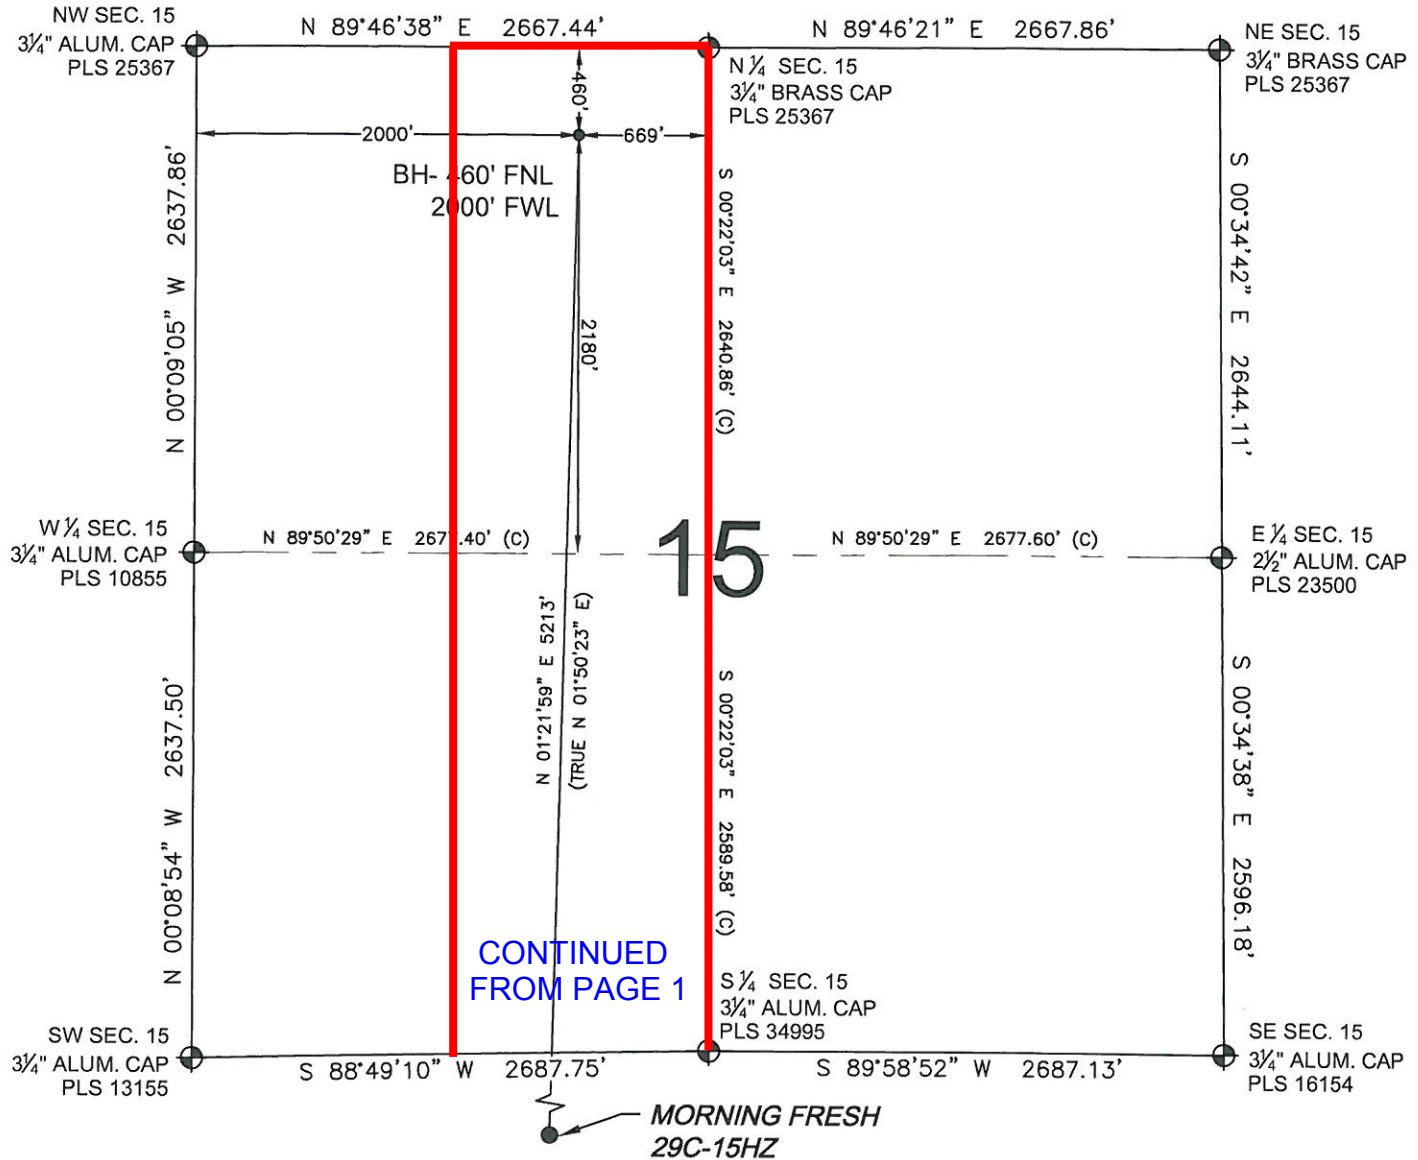 NW SEC. 15
3¼" ALUM. CAP
PLS 25367
N 89°46'38" E 2667.44'
N 89°46'21" E 2667.86'
NE SEC. 15
3¼" BRASS CAP
PLS 25367
N ¼ SEC. 15
3¼" BRASS CAP
PLS 25367
460'
2000'
669'
BH- 460' FNL
2000' FWL
N 00°09'05" W 2637.86'
2180'
S 00°22'03" E 2640.86' (C)
S 00°34'42" E 2644.11'
W ¼ SEC. 15
3¼" ALUM. CAP
PLS 10855
N 89°50'29" E 2677.40' (C)
15
N 89°50'29" E 2677.60' (C)
E ¼ SEC. 15
2½" ALUM. CAP
PLS 23500
N 01°21'59" E 5213'
(TRUE N 01°50'23" E)
N 00°08'54" W 2637.50'
S 00°22'03" E 2589.58' (C)
S 00°34'38" E 2596.18'
CONTINUED
FROM PAGE 1
S ¼ SEC. 15
3¼" ALUM. CAP
PLS 34995
SW SEC. 15
3¼" ALUM. CAP
PLS 13155
S 88°49'10" W 2687.75'
S 89°58'52" W 2687.13'
SE SEC. 15
3¼" ALUM. CAP
PLS 16154
MORNING FRESH
29C-15HZ